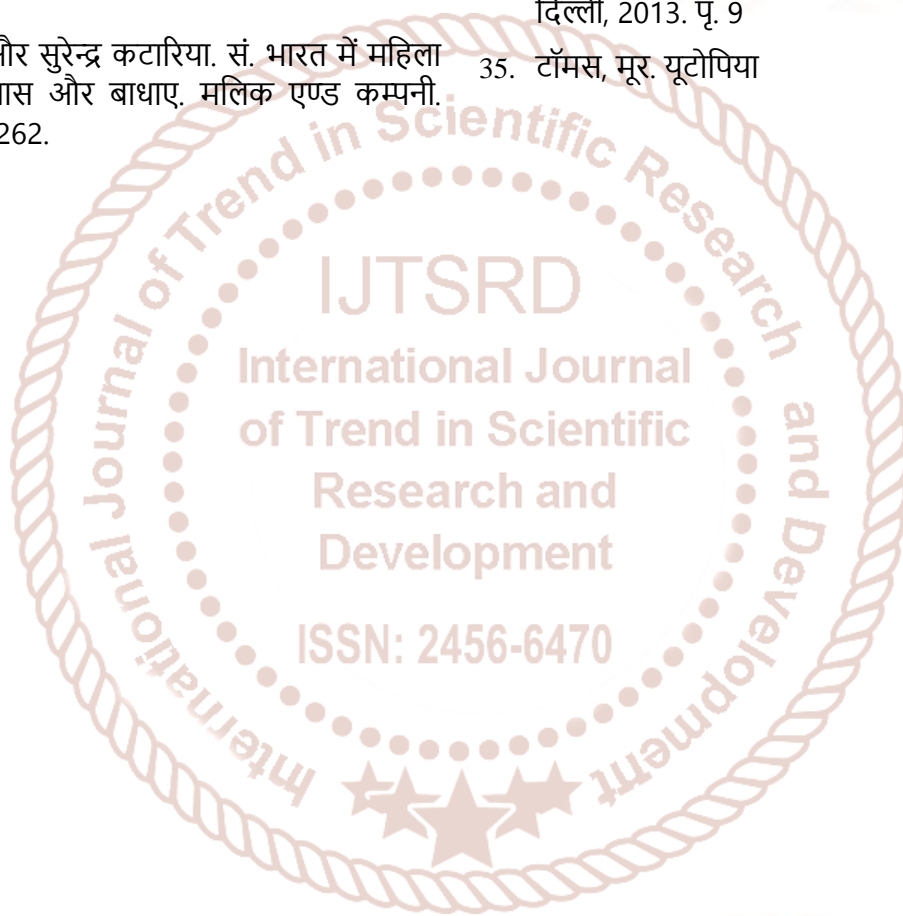 और सुरेन्द्र कटारिया. सं. भारत में महिला
और बाधाए. मलिक एण्ड कम्पनी.
262.
दिल्ली, 2013. पृ. 9
35. टॉमस, मूर. यूटोपिया
International Journal of Trend in Scientific Research and Development
IJTSRD
International Journal
of Trend in Scientific
Research and
Development
ISSN: 2456-6470